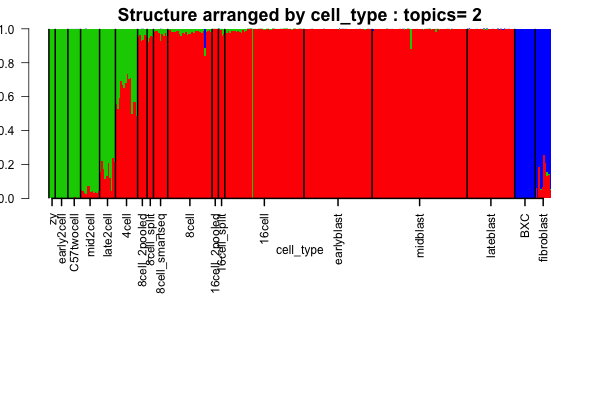 Structure arranged by cell_type : topics= 2
1.0
0.8
0.6
0.4
0.2
0.0
zy
early2cell
C57twocell
mid2cell
late2cell
4cell
8cell_2pooled
8cell_split
8cell_smartseq
8cell
16cell_2pooled
16cell_split
16cell
earlyblast
midblast
lateblast
BXC
fibroblast
cell_type